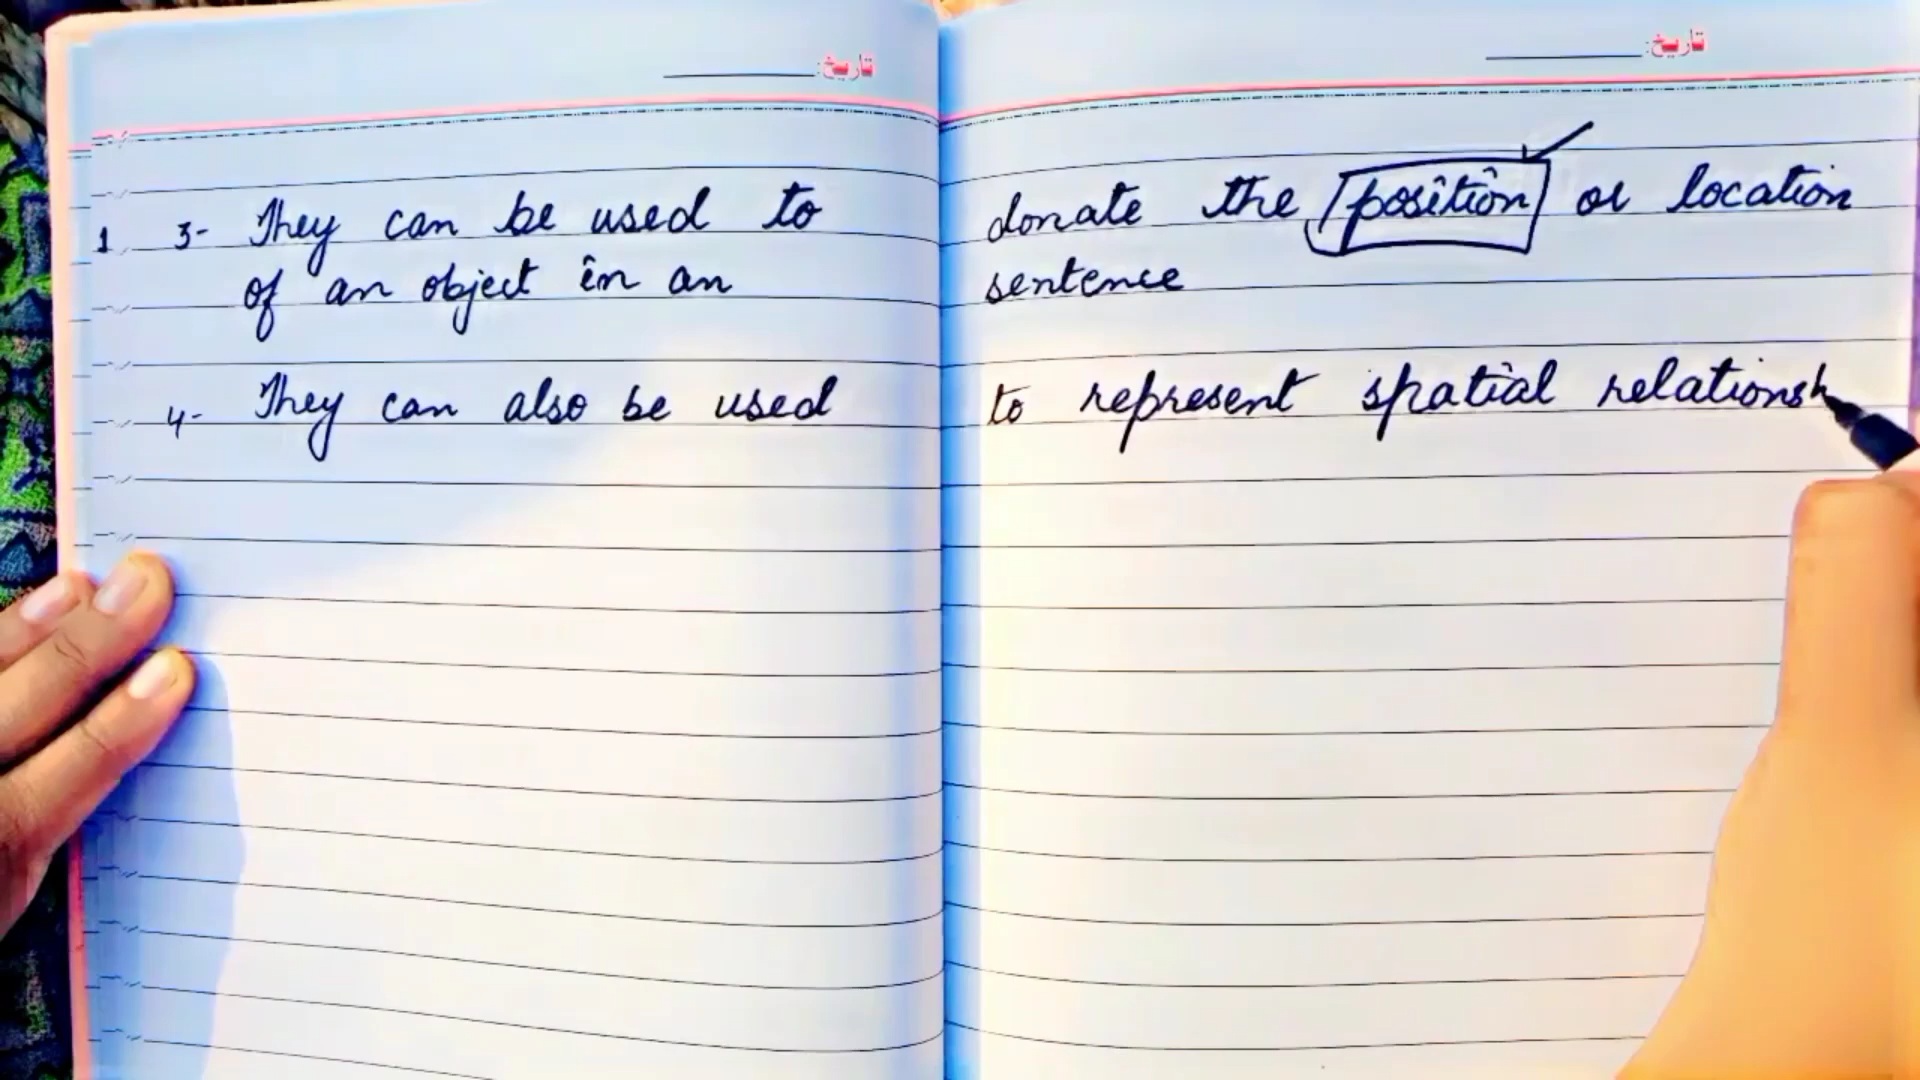 تاریخ:
تاریخ:
1 3- They can be used to donate the position or location
of an object in an sentence
4- They can also be used to represent spatial relationsh